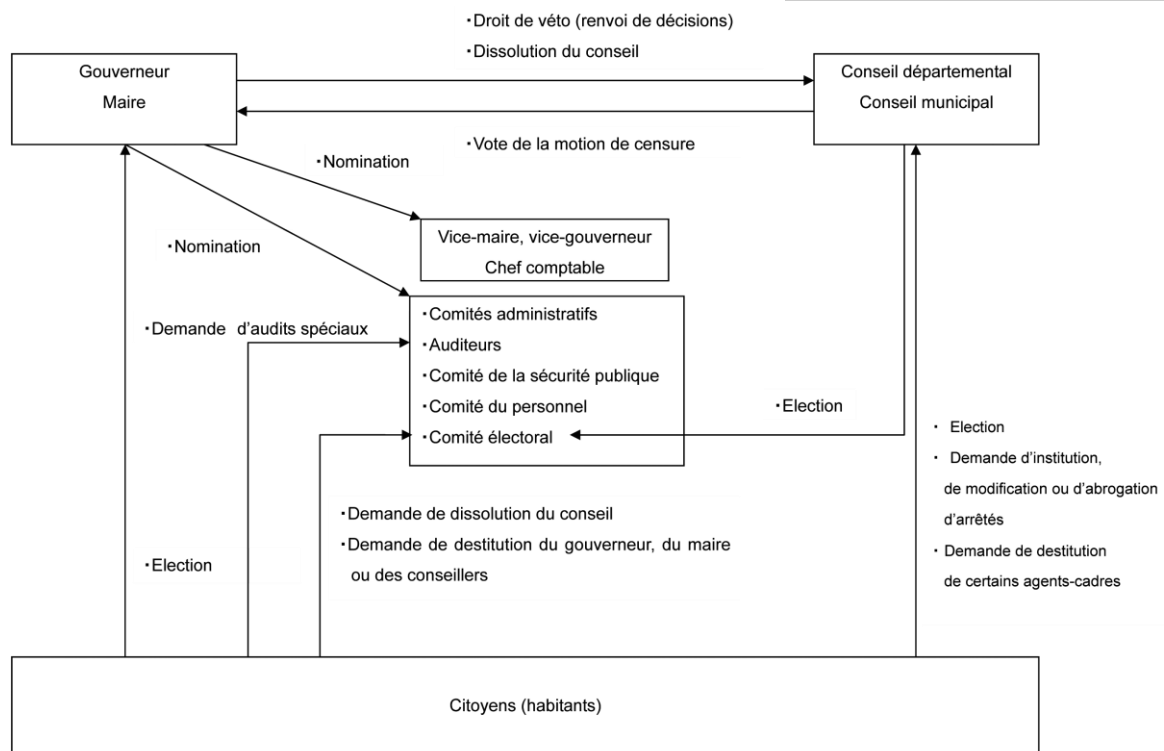 ・Droit de véto (renvoi de décisions)
・Dissolution du conseil
Gouverneur
Maire
Conseil départemental
Conseil municipal
・Vote de la motion de censure
・Nomination
・Nomination
Vice-maire, vice-gouverneur
Chef comptable
・Demande d’audits spéciaux
・Comités administratifs
・Auditeurs
・Comité de la sécurité publique
・Comité du personnel
・Comité électoral
・Election
・ Election
・ Demande d’institution,
de modification ou d’abrogation
d’arrêtés
・ Demande de destitution
de certains agents-cadres
・Demande de dissolution du conseil
・Demande de destitution du gouverneur, du maire
ou des conseillers
・Election
Citoyens (habitants)